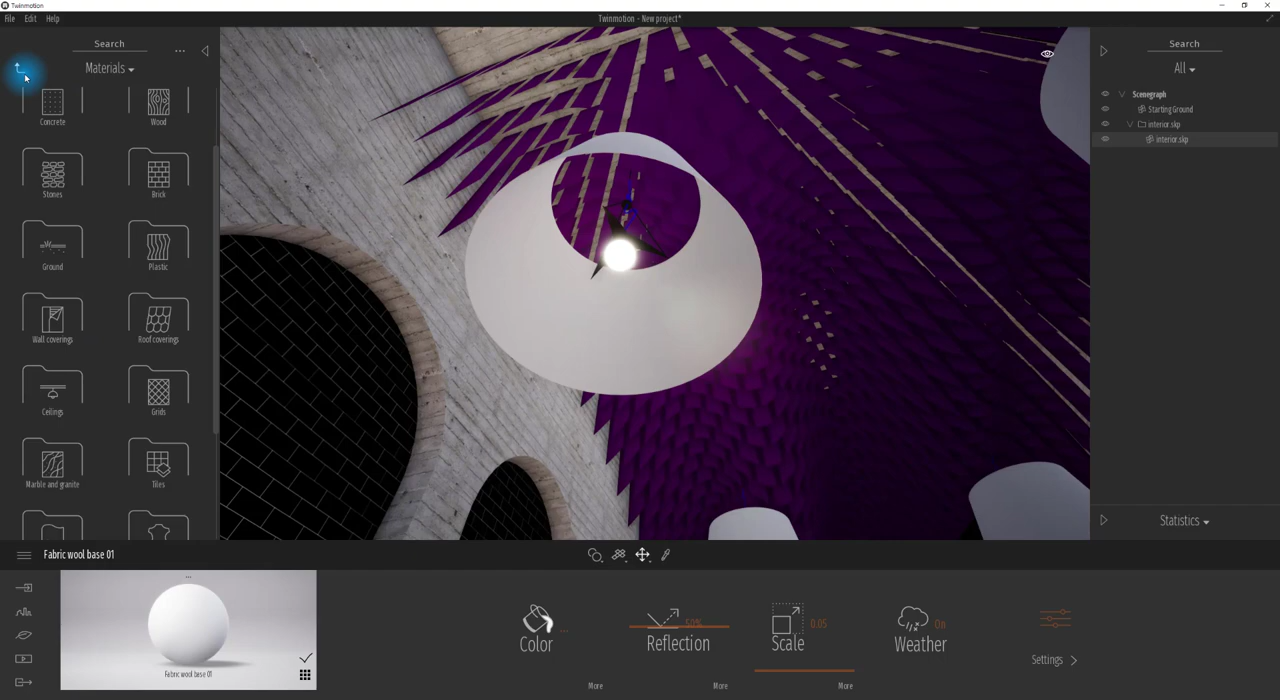 Twinmotion
File Edit Help
Twinmotion - New project*
Search
...
Materials
Concrete
Wood
Stones
Brick
Ground
Plastic
Wall coverings
Roof coverings
Ceilings
Grids
Marble and granite
Tiles
Search
All
Scenegraph
Starting Ground
interior.skp
interior.skp
Statistics
Fabric wool base 01
...
Fabric wool base 01
Color ...
More
50%
Reflection
More
0.05
Scale
More
On
Weather
Settings